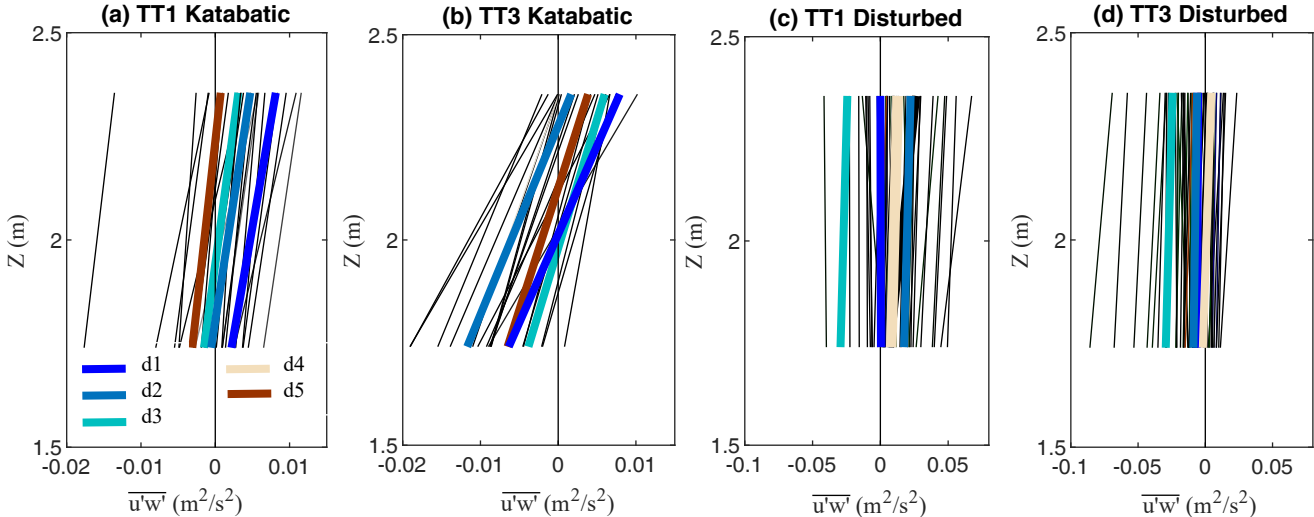 (a) TT1 Katabatic
(b) TT3 Katabatic
(c) TT1 Disturbed
(d) TT3 Disturbed
2.5
2
1.5
Z (m)
-0.02
-0.01
0
0.01
u'w' (m²/s²)
d1
d2
d3
d4
d5
2.5
2
1.5
Z (m)
-0.02
-0.01
0
0.01
u'w' (m²/s²)
2.5
2
1.5
Z (m)
-0.1
-0.05
0
0.05
u'w' (m²/s²)
2.5
2
1.5
Z (m)
-0.1
-0.05
0
0.05
u'w' (m²/s²)